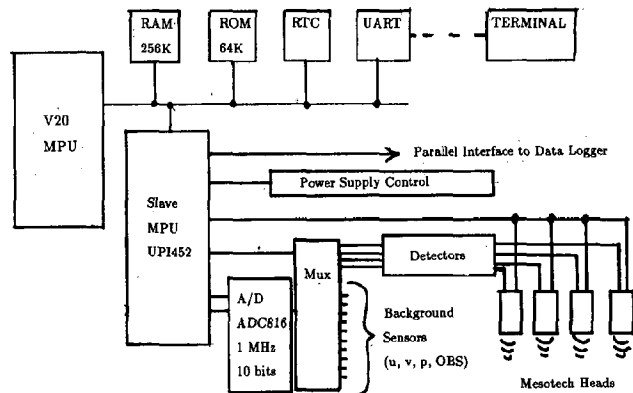 RAM
256K
ROM
64K
RTC
UART
TERMINAL
V20
MPU
Parallel Interface to Data Logger
Power Supply Control
Slave
MPU
UPI452
Mux
Detectors
A/D
ADC816
1 MHz
10 bits
Background
Sensors
(u, v, p, OBS)
Mesotech Heads